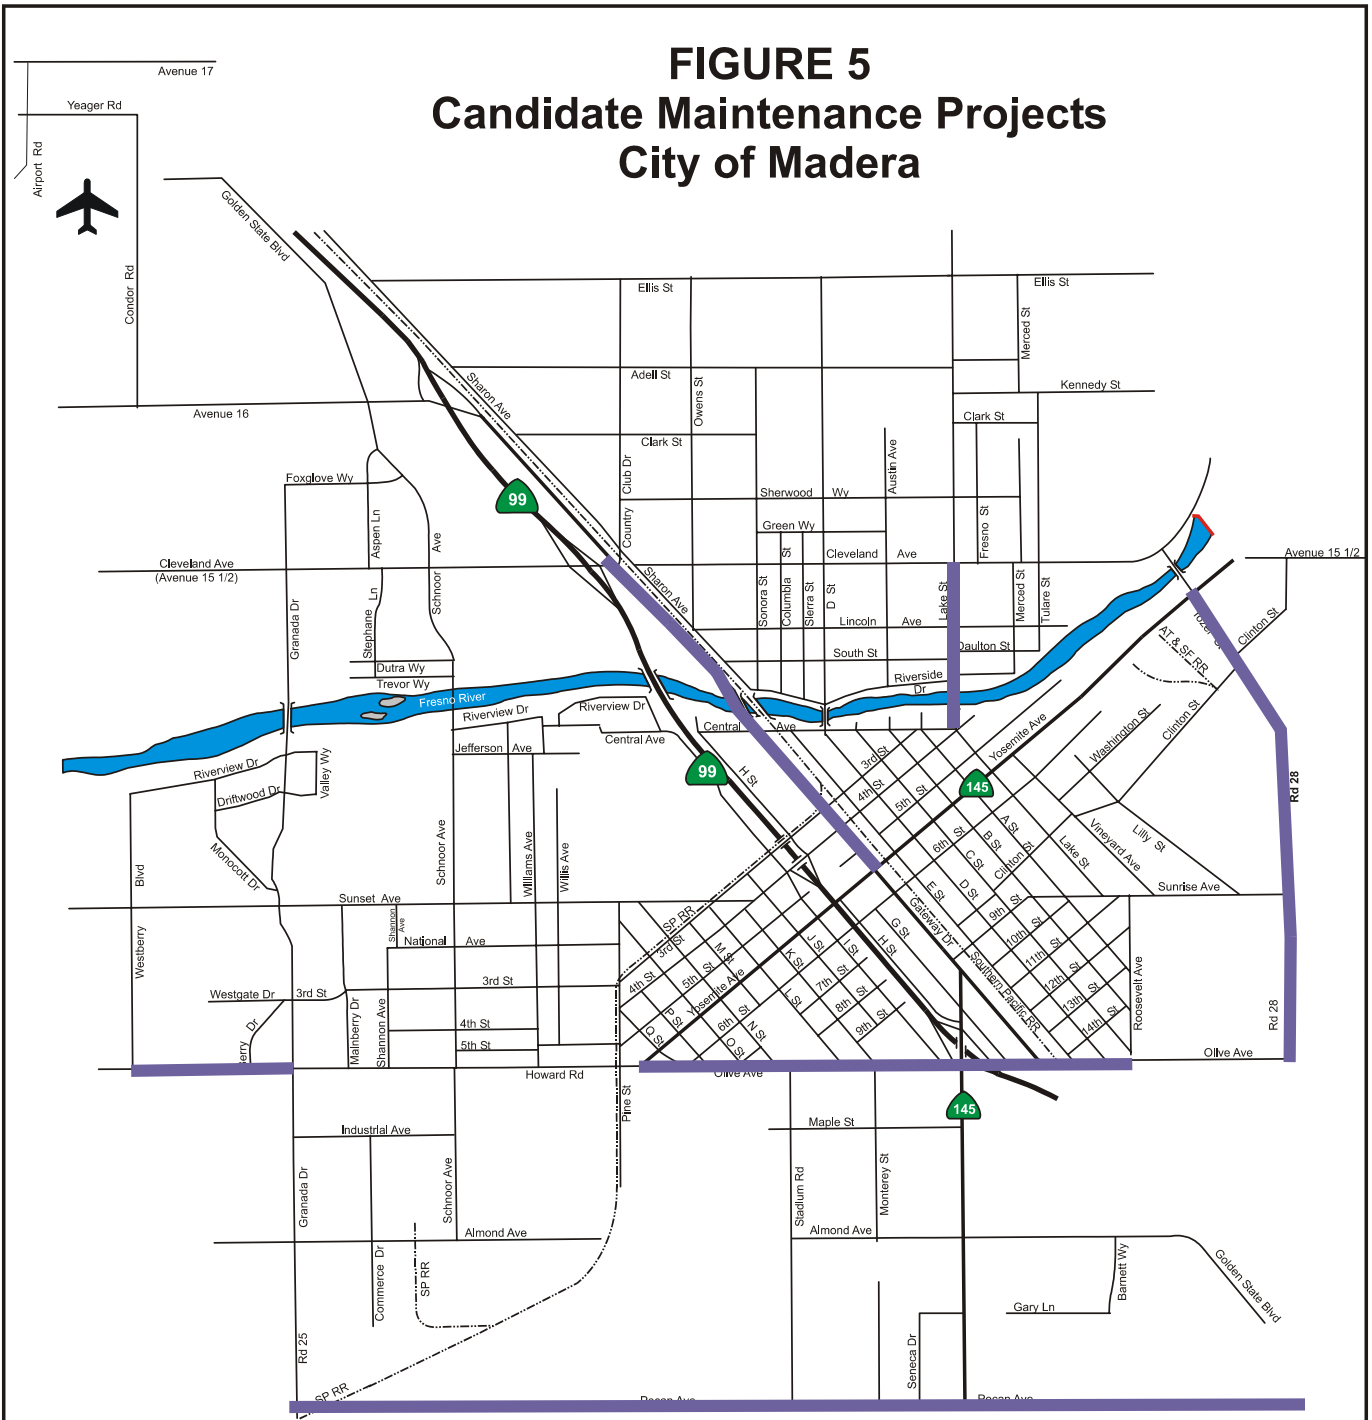 FIGURE 5
Candidate Maintenance Projects
City of Madera
Avenue 17
Yeager Rd
Airport Rd
Condor Rd
Golden State Blvd
Ellis St
Ellis St
Merced St
Adell St
Sharon Ave
Owens St
Kennedy St
Avenue 16
Clark St
Clark St
Austin Ave
Country Club Dr
Foxglove Wy
99
Sherwood Wy
Aspen Ln
Schnoor Ave
Green Wy
Fresno St
Cleveland Ave
(Avenue 15 1/2)
Cleveland Ave
Avenue 15 1/2
Sharon Ave
Sonora St
Columbia St
Sierra St
D St
Lake St
Merced St
Tulare St
Granada Dr
Stephane Ln
Lincoln Ave
Clinton St
AT & SF RR
South St
Daulton St
Dutra Wy
Trevor Wy
Riverside Dr
Fresno River
Riverview Dr
Riverview Dr
Central Ave
Central Ave
Jefferson Ave
Yosemite Ave
Washington St
Clinton St
Riverview Dr
Valley Wy
Driftwood Dr
99
H St
3rd St
4th St
5th St
145
Rd 28
Monocott Dr
Schnoor Ave
Williams Ave
Willis Ave
6th St
A St
B St
C St
Clinton St
D St
E St
Lake St
Vineyard Ave
Lilly St
Westberry Blvd
Sunset Ave
Sunrise Ave
Shannon Ave
National Ave
SP RR
3rd St
4th St
5th St
M St
Yosemite Ave
J St
I St
H St
G St
K St
L St
7th St
8th St
9th St
Gateway Dr
Southern Pacific RR
9th St
10th St
11th St
12th St
13th St
14th St
Roosevelt Ave
Rd 28
Westgate Dr
3rd St
3rd St
Mainberry Dr
Shannon Ave
4th St
5th St
Q St
P St
6th St
O St
N St
Howard Rd
Olive Ave
Olive Ave
Pine St
145
Industrial Ave
Maple St
Granada Dr
Schnoor Ave
Stadium Rd
Monterey St
Almond Ave
Almond Ave
Commerce Dr
SP RR
Barnett Wy
Golden State Blvd
Gary Ln
Seneca Dr
Rd 25
SP RR
Pecan Ave
Pecan Ave